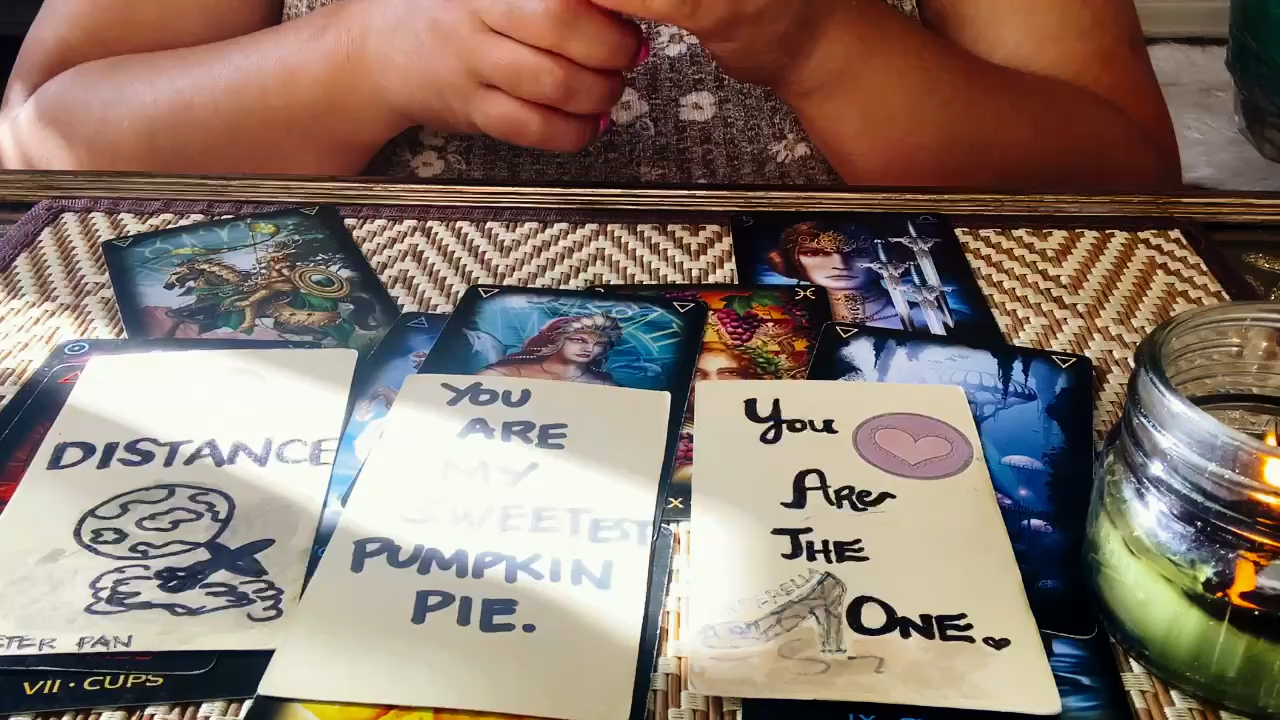 DISTANCE
PETER PAN
VII · CUPS
YOU
ARE
MY
SWEETEST
PUMPKIN
PIE.
X
You
Are
THE
ONE.